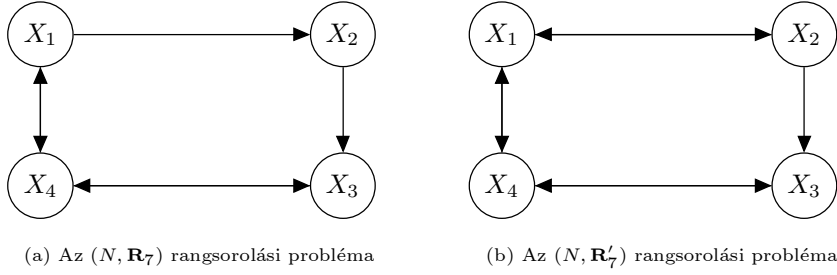 X₁ X₂ X₁ X₂
X₄ X₃ X₄ X₃
(a) Az (N, R₇) rangsorolási probléma (b) Az (N, R′₇) rangsorolási probléma